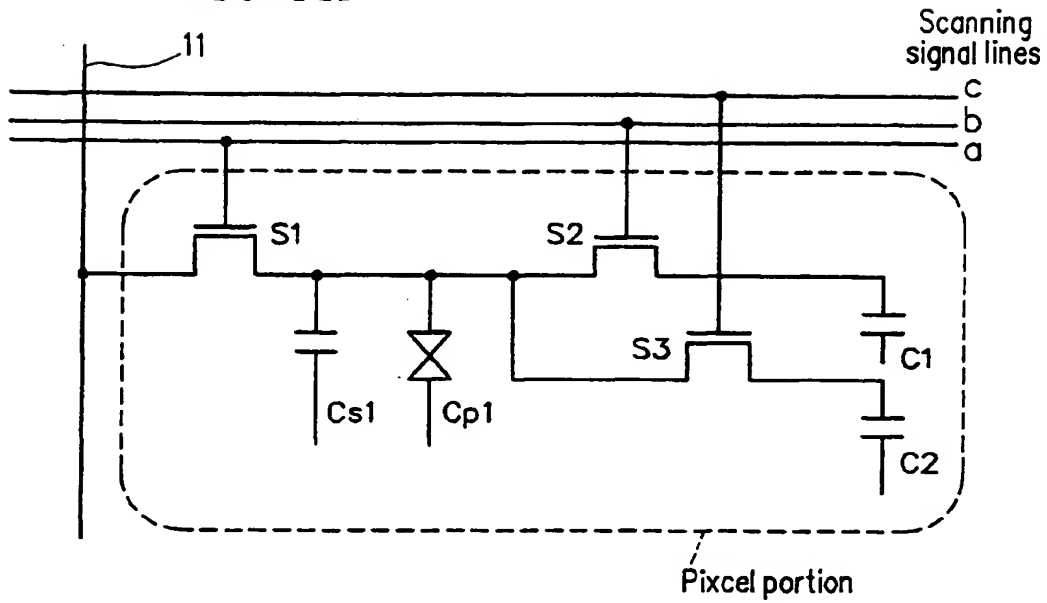 11
Scanning
signal lines
c
b
a
S1
S2
S3
C1
Cs1
Cp1
C2
Pixcel portion